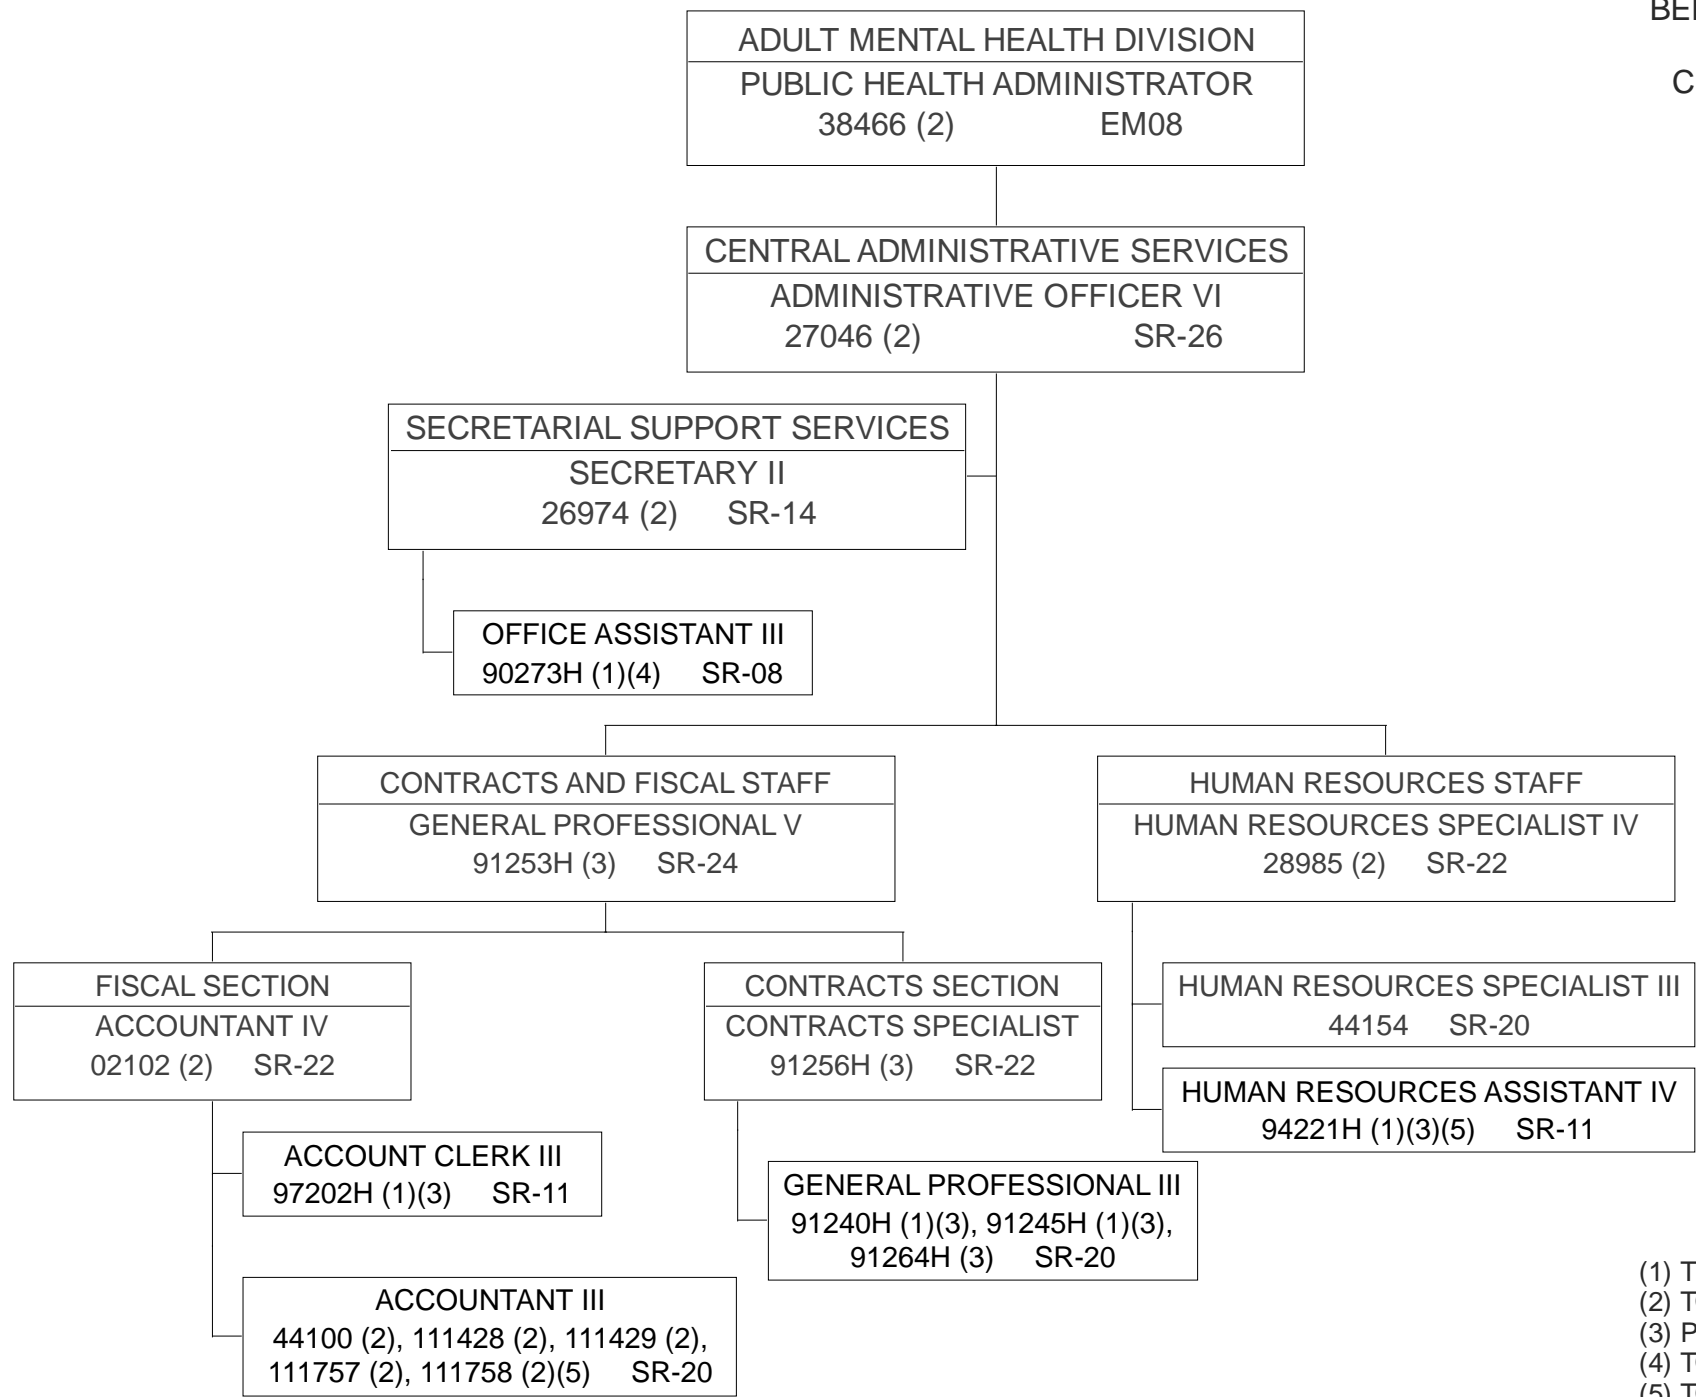 ADULT MENTAL HEALTH DIVISION
PUBLIC HEALTH ADMINISTRATOR
38466 (2) EM08
CENTRAL ADMINISTRATIVE SERVICES
ADMINISTRATIVE OFFICER VI
27046 (2) SR-26
SECRETARIAL SUPPORT SERVICES
SECRETARY II
26974 (2) SR-14
OFFICE ASSISTANT III
90273H (1)(4) SR-08
CONTRACTS AND FISCAL STAFF
GENERAL PROFESSIONAL V
91253H (3) SR-24
HUMAN RESOURCES STAFF
HUMAN RESOURCES SPECIALIST IV
28985 (2) SR-22
FISCAL SECTION
ACCOUNTANT IV
02102 (2) SR-22
ACCOUNT CLERK III
97202H (1)(3) SR-11
ACCOUNTANT III
44100 (2), 111428 (2), 111429 (2),
111757 (2), 111758 (2)(5) SR-20
CONTRACTS SECTION
CONTRACTS SPECIALIST
91256H (3) SR-22
GENERAL PROFESSIONAL III
91240H (1)(3), 91245H (1)(3),
91264H (3) SR-20
HUMAN RESOURCES SPECIALIST III
44154 SR-20
HUMAN RESOURCES ASSISTANT IV
94221H (1)(3)(5) SR-11
(1)
(2)
(3)
(4)
(5)